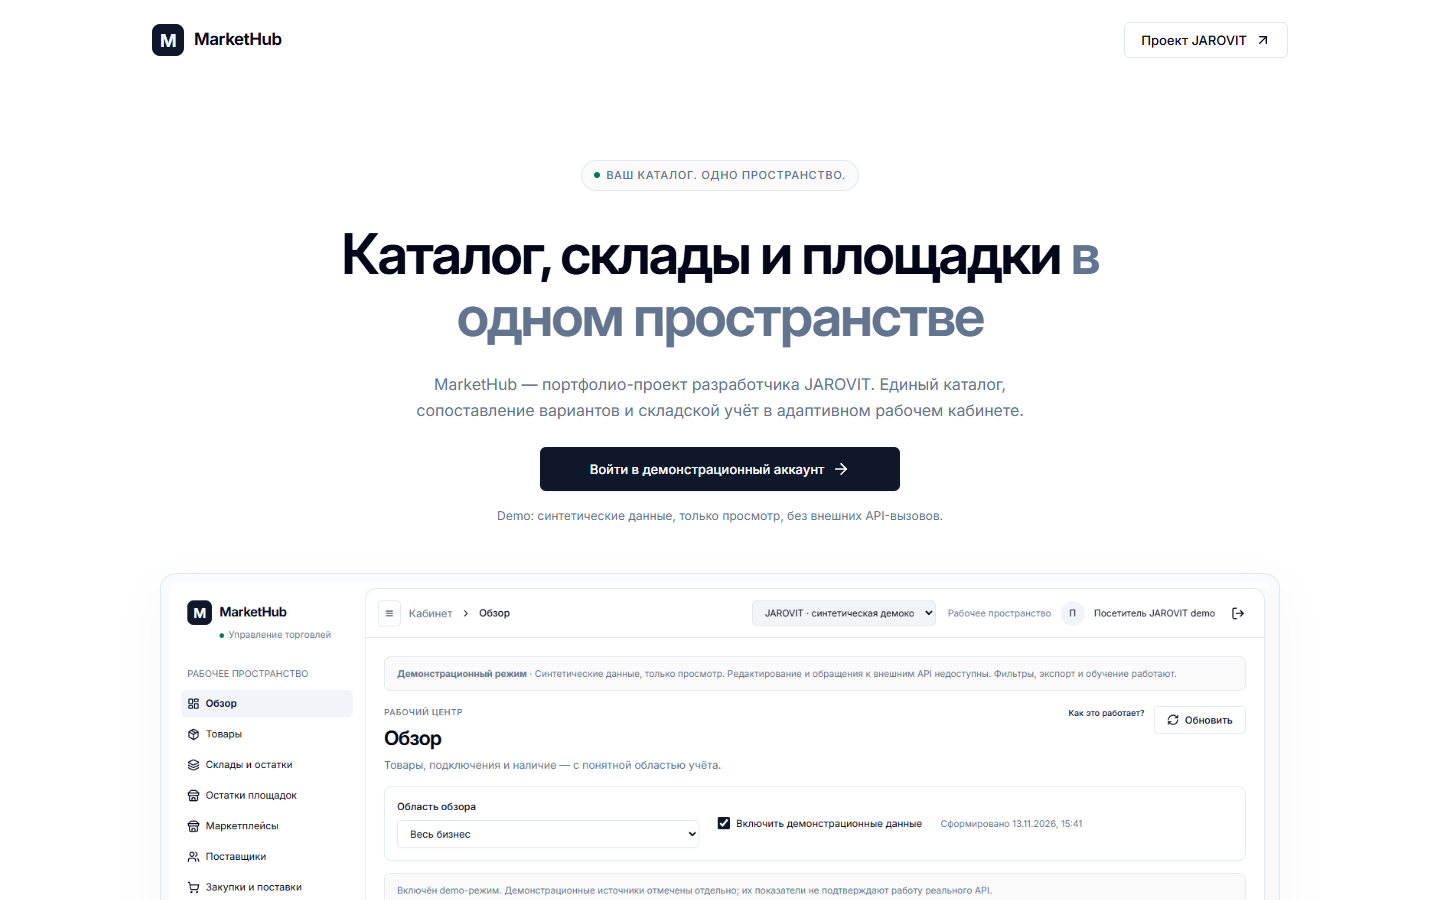 M MarketHub
Проект JAROVIT
ВАШ КАТАЛОГ. ОДНО ПРОСТРАНСТВО.
Каталог, склады и площадки в
одном пространстве
MarketHub — портфолио-проект разработчика JAROVIT. Единый каталог,
сопоставление вариантов и складской учёт в адаптивном рабочем кабинете.
Войти в демонстрационный аккаунт
Demo: синтетические данные, только просмотр, без внешних API-вызовов.
M MarketHub
Управление торговлей
РАБОЧЕЕ ПРОСТРАНСТВО
Обзор
Товары
Склады и остатки
Остатки площадок
Маркетплейсы
Поставщики
Закупки и поставки
Кабинет Обзор
JAROVIT · синтетическая демоко
Рабочее пространство
П
Посетитель JAROVIT demo
Демонстрационный режим · Синтетические данные, только просмотр. Редактирование и обращения к внешним API недоступны. Фильтры, экспорт и обучение работают.
РАБОЧИЙ ЦЕНТР
Обзор
Товары, подключения и наличие — с понятной областью учёта.
Как это работает?
Обновить
Область обзора
Весь бизнес
Включить демонстрационные данные
Сформировано 13.11.2026, 15:41
Включён demo-режим. Демонстрационные источники отмечены отдельно; их показатели не подтверждают работу реального API.